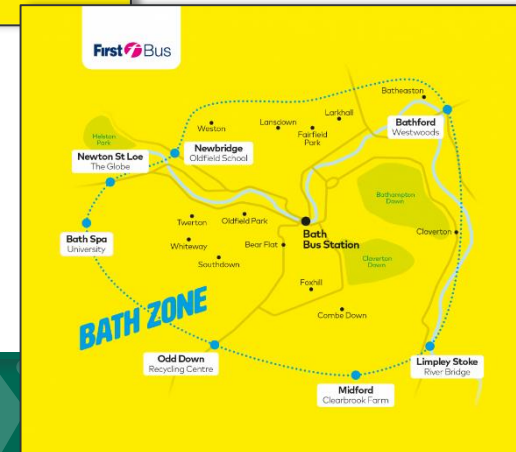 First Bus
Batheaston
Larkhall
Lansdown
Weston
Fairfield
Park
Bathford
Westwoods
Newbridge
Oldfield School
Newton St Loe
The Globe
Bathampton
Down
Twerton
Oldfield Park
Bath
Bus Station
Claverton
Bath Spa
University
Whiteway
Bear Flat
Southdown
Claverton
Down
Foxhill
Combe Down
BATH ZONE
Odd Down
Recycling Centre
Limpley Stoke
River Bridge
Midford
Clearbrook Farm